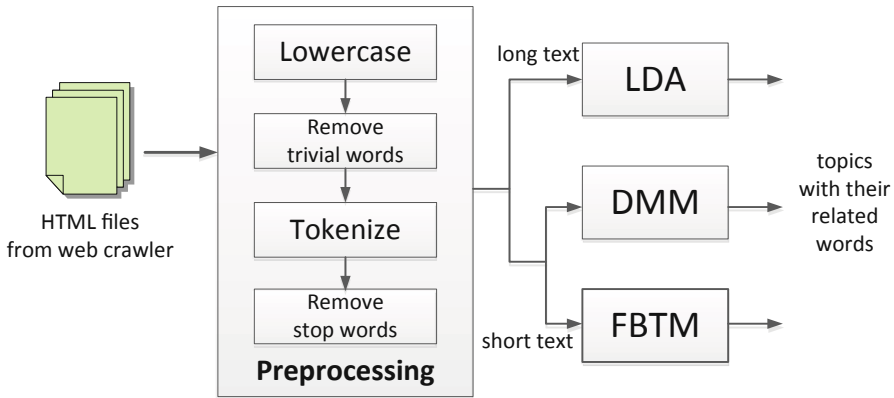 HTML files
from web crawler
Lowercase
Remove
trivial words
Tokenize
Remove
stop words
Preprocessing
long text
short text
LDA
DMM
FBTM
topics
with their
related
words